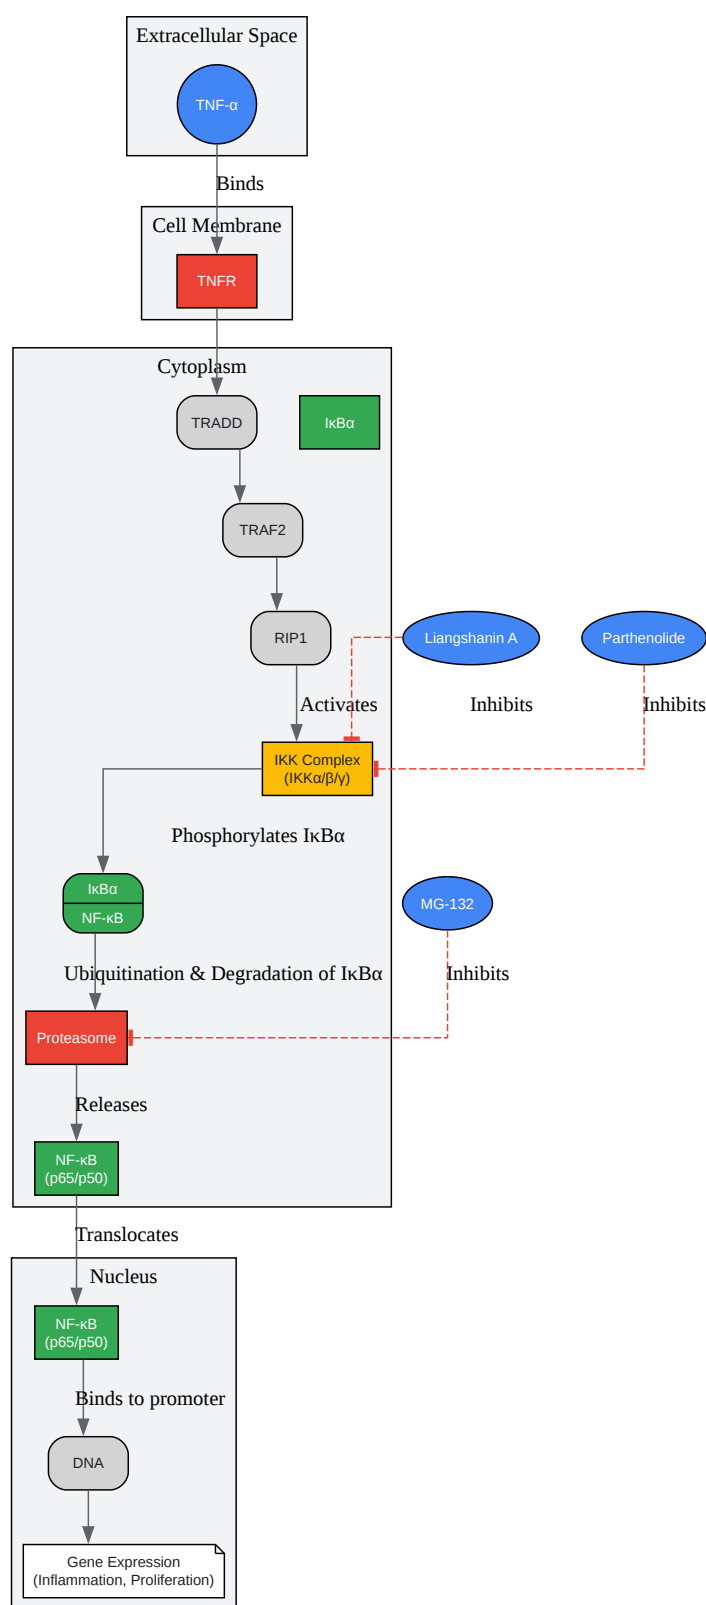 Extracellular Space
TNF-α
Binds
Cell Membrane
TNFR
Cytoplasm
TRADD
IκBα
TRAF2
RIP1
Liangshanin A
Parthenolide
Activates
Inhibits
Inhibits
IKK Complex
(IKKα/β/γ)
Phosphorylates IκBα
IκBα
NF-κB
MG-132
Ubiquitination & Degradation of IκBα
Inhibits
Proteasome
Releases
NF-κB
(p65/p50)
Translocates
Nucleus
NF-κB
(p65/p50)
Binds to promoter
DNA
Gene Expression
(Inflammation, Proliferation)